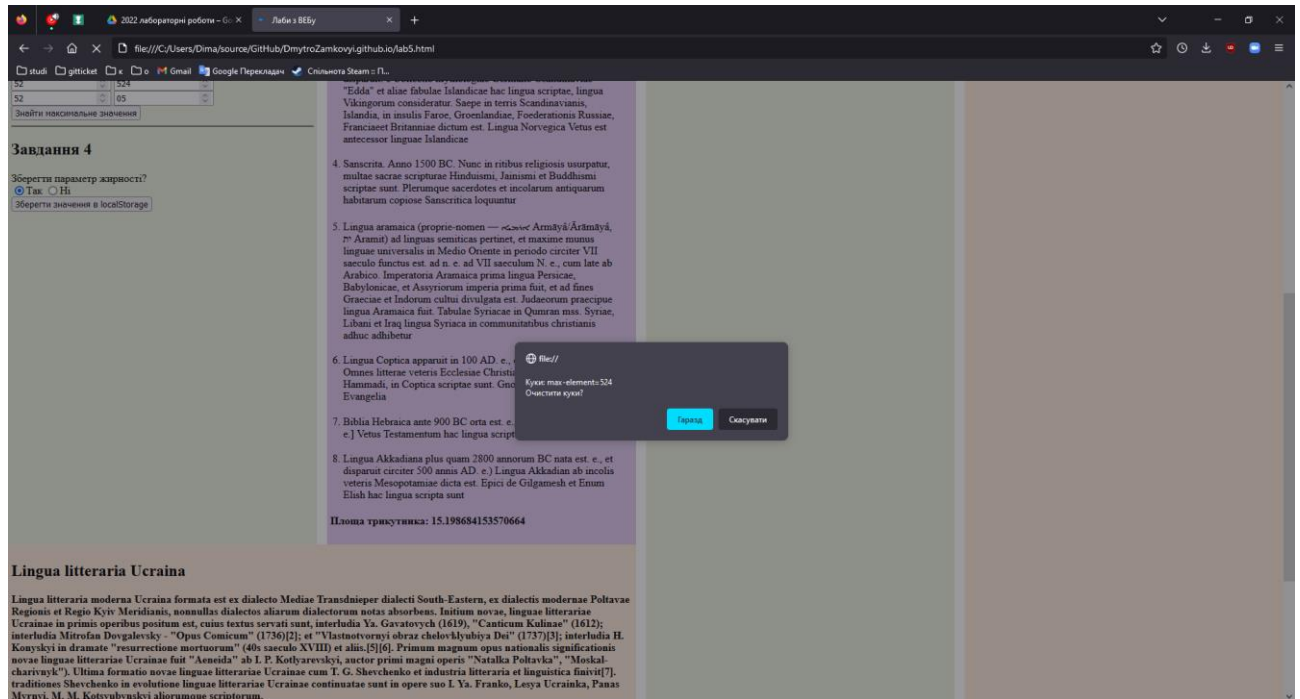 2022 лабораторні роботи – Go
Лаби з ВЕБу
file:///C:/Users/Dima/source/GitHub/DmytroZamkovyi.github.io/lab5.html
studi
gitticket
к
о
Gmail
Google Перекладач
Спільнота Steam :: П...
52
524
52
05
Знайти максимальне значення
Завдання 4
Зберегти параметр жирності?
Так Ні
Зберегти значення в localStorage
"Edda" et aliae fabulae Islandicae hac lingua scriptae, lingua
Vikingorum consideratur. Saepe in terris Scandinavianis,
Islandia, in insulis Faroe, Groenlandiae, Foederationis Russiae,
Franciaeet Britanniae dictum est. Lingua Norvegica Vetus est
antecessor linguae Islandicae
4. Sanscrita. Anno 1500 BC. Nunc in ritibus religiosis usurpatur,
multae sacrae scripturae Hinduismi, Jainismi et Buddhismi
scriptae sunt. Plerumque sacerdotes et incolarum antiquarum
habitarum copiose Sanscritica loquuntur
5. Lingua aramaica (proprie-nomen — Armāyā/Ārāmāyā,
Aramit) ad linguas semiticas pertinet, et maxime munus
linguae universalis in Medio Oriente in periodo circiter VII
saeculo functus est. ad n. e. ad VII saeculum N. e., cum late ab
Arabico. Imperatoria Aramaica prima lingua Persicae,
Babylonicae, et Assyriorum imperia prima fuit, et ad fines
Graeciae et Indorum cultui divulgata est. Judaeorum praecipue
lingua Aramaica fuit. Tabulae Syriacae in Qumran mss. Syriae,
Libani et Iraq lingua Syriaca in communitatibus christianis
adhuc adhibetur
6. Lingua Coptica apparuit in 100 AD. e.,
Omnes litterae veteris Ecclesiae Christi
Hammadi, in Coptica scriptae sunt. Gno
Evangelia
7. Biblia Hebraica ante 900 BC orta est. e.
e.] Vetus Testamentum hac lingua script
8. Lingua Akkadiana plus quam 2800 annorum BC nata est. e., et
disparuit circiter 500 annis AD. e.) Lingua Akkadian ab incolis
veteris Mesopotamiae dicta est. Epici de Gilgamesh et Enum
Elish hac lingua scripta sunt
Площа трикутника: 15.198684153570664
file://
Куки: max-element=524
Очистити куки?
Гаразд
Скасувати
Lingua litteraria Ucraina
Lingua litteraria moderna Ucraina formata est ex dialecto Mediae Transdnieper dialecti South-Eastern, ex dialectis modernae Poltavae
Regionis et Regio Kyiv Meridianis, nonnullas dialectos aliarum dialectorum notas absorbens. Initium novae, linguae litterariae
Ucrainae in primis operibus positum est, cuius textus servati sunt, interludia Ya. Gavatovych (1619), "Canticum Kulinae" (1612);
interludia Mitrofan Dovgalevsky - "Opus Comicum" (1736)[2]; et "Vlastnotvornyi obraz chelovhlyubiya Dei" (1737)[3]; interludia H.
Konyskyi in dramate "resurrectione mortuorum" (40s saeculo XVIII) et aliis.[5][6]. Primum magnum opus nationalis significationis
novae linguae litterariae Ucrainae fuit "Aeneida" ab I. P. Kotlyarevskyi, auctor primi magni operis "Natalka Poltavka", "Moskal-
charivnyk"). Ultima formatio novae linguae litterariae Ucrainae cum T. G. Shevchenko et industria litteraria et linguistica finivit[7].
traditiones Shevchenko in evolutione linguae litterariae Ucrainae continuatae sunt in opere suo I. Ya. Franko, Lesya Ucrainka, Panas
Myrnyi, M. M. Kotsyubynskyi aliorumque scriptorum.